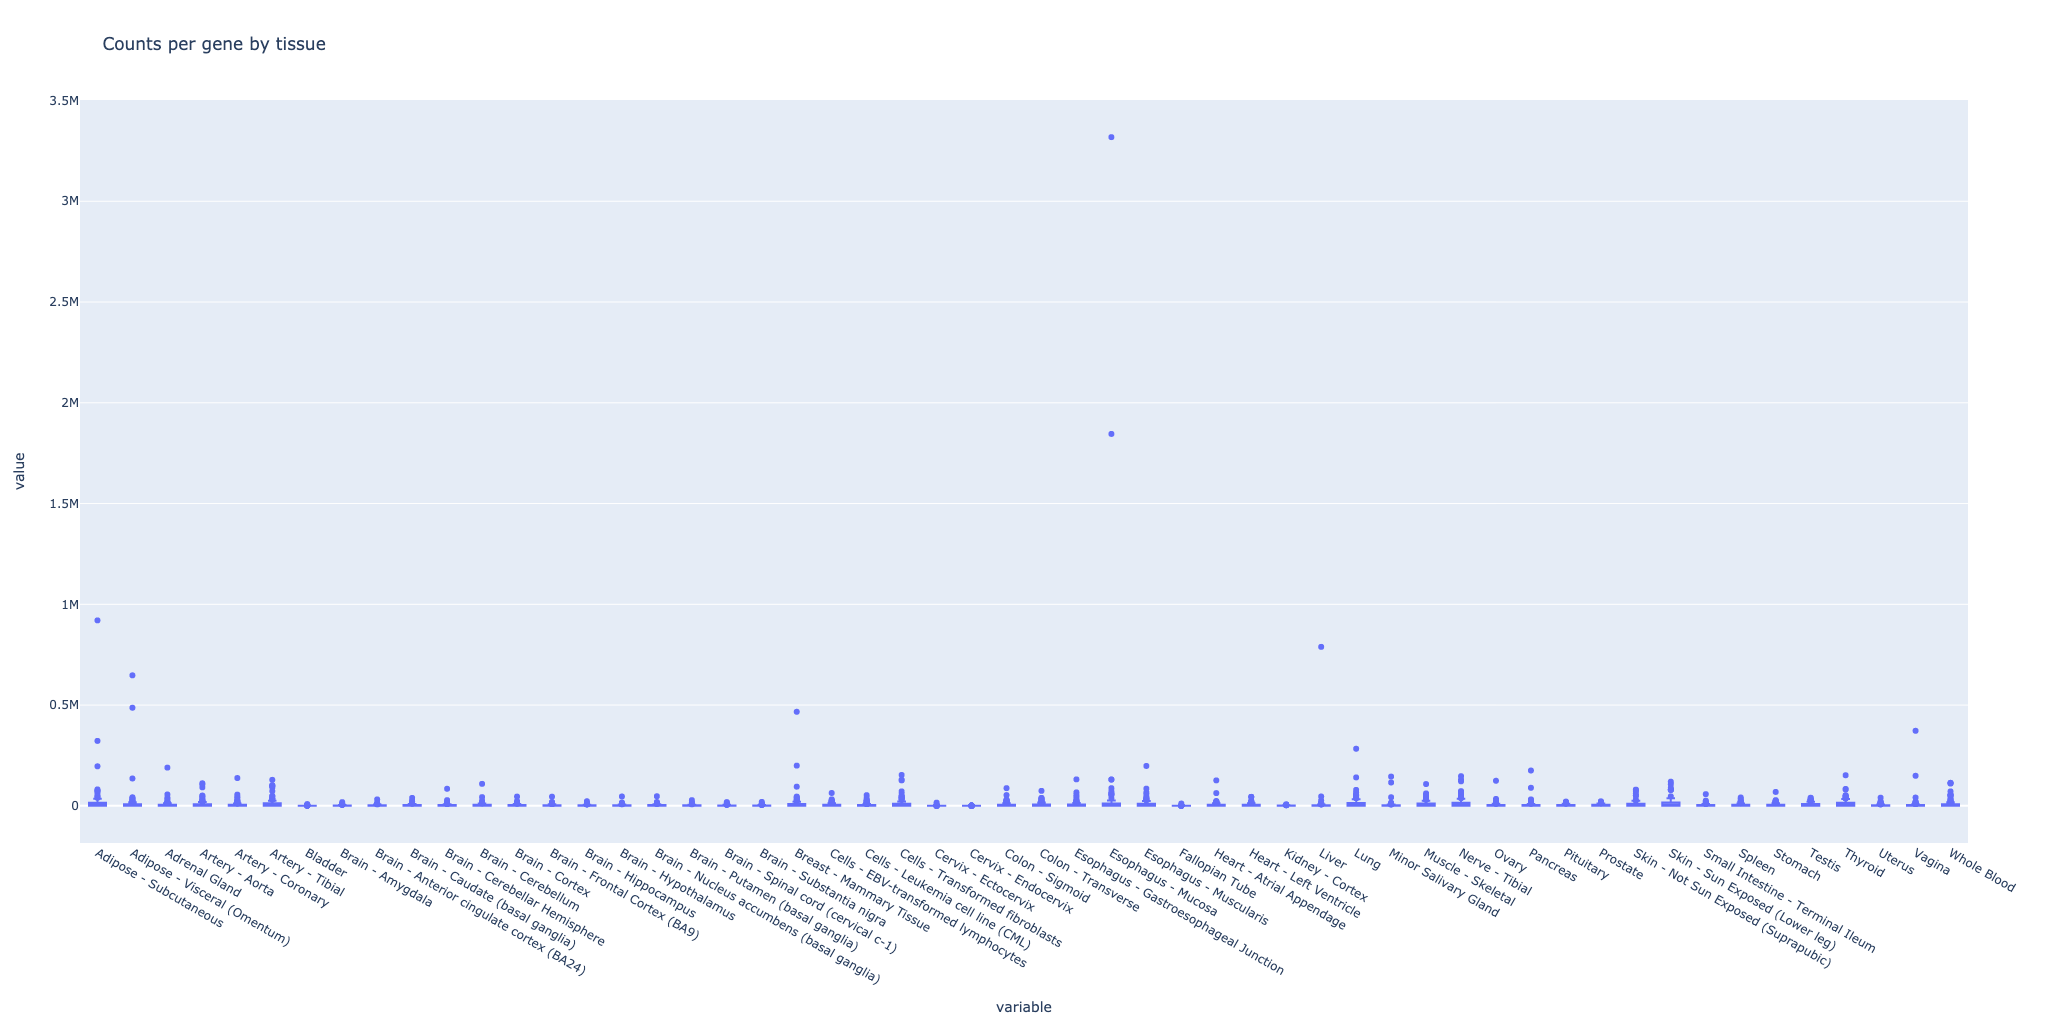 Counts per gene by tissue
3.5M
3M
2.5M
2M
1.5M
1M
0.5M
0
value
Adipose - Subcutaneous
Adipose - Visceral (Omentum)
Adrenal Gland
Artery - Aorta
Artery - Coronary
Artery - Tibial
Bladder
Brain - Amygdala
Brain - Anterior cingulate cortex (BA24)
Brain - Caudate (basal ganglia)
Brain - Cerebellar Hemisphere
Brain - Cerebellum
Brain - Cortex
Brain - Frontal Cortex (BA9)
Brain - Hippocampus
Brain - Hypothalamus
Brain - Nucleus accumbens (basal ganglia)
Brain - Putamen (basal ganglia)
Brain - Spinal cord (cervical c-1)
Brain - Substantia nigra
Breast - Mammary Tissue
Cells - EBV-transformed lymphocytes
Cells - Leukemia cell line (CML)
Cells - Transformed fibroblasts
Cervix - Ectocervix
Cervix - Endocervix
Colon - Sigmoid
Colon - Transverse
Esophagus - Gastroesophageal Junction
Esophagus - Mucosa
Esophagus - Muscularis
Fallopian Tube
Heart - Atrial Appendage
Heart - Left Ventricle
Kidney - Cortex
Liver
Lung
Minor Salivary Gland
Muscle - Skeletal
Nerve - Tibial
Ovary
Pancreas
Pituitary
Prostate
Skin - Not Sun Exposed (Suprapubic)
Skin - Sun Exposed (Lower leg)
Small Intestine - Terminal Ileum
Spleen
Stomach
Testis
Thyroid
Uterus
Vagina
Whole Blood
variable